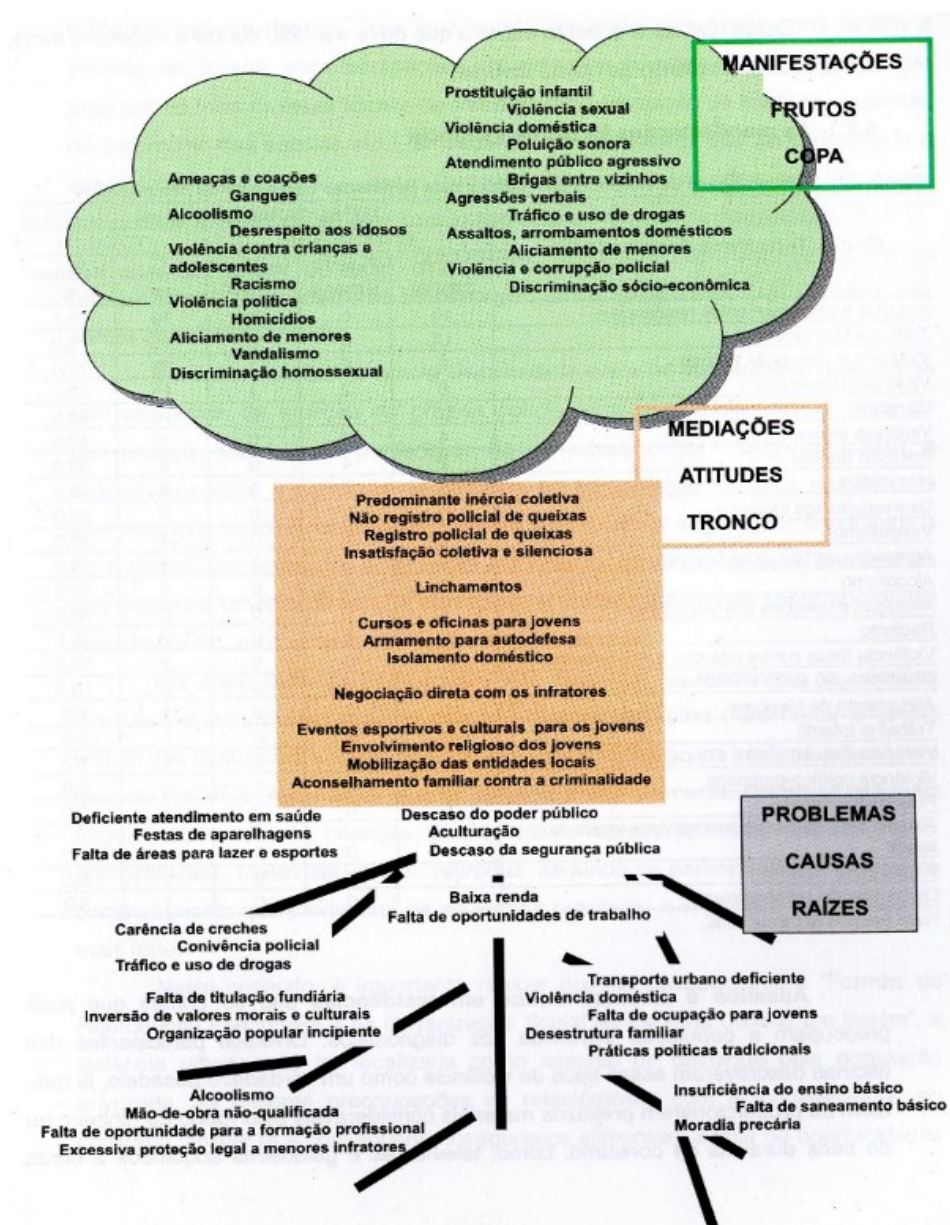 MANIFESTAÇÕES
FRUTOS
COPA
Prostituição infantil
Violência sexual
Violência doméstica
Poluição sonora
Atendimento público agressivo
Brigas entre vizinhos
Agressões verbais
Tráfico e uso de drogas
Assaltos, arrombamentos domésticos
Aliciamento de menores
Violência e corrupção policial
Discriminação sócio-econômica
Ameaças e coações
Gangues
Alcoolismo
Desrespeito aos idosos
Violência contra crianças e
adolescentes
Racismo
Violência política
Homicídios
Aliciamento de menores
Vandalismo
Discriminação homossexual
MEDIAÇÕES
ATITUDES
TRONCO
Predominante inércia coletiva
Não registro policial de queixas
Registro policial de queixas
Insatisfação coletiva e silenciosa
Linchamentos
Cursos e oficinas para jovens
Armamento para autodefesa
Isolamento doméstico
Negociação direta com os infratores
Eventos esportivos e culturais para os jovens
Envolvimento religioso dos jovens
Mobilização das entidades locais
Aconselhamento familiar contra a criminalidade
PROBLEMAS
CAUSAS
RAÍZES
Deficiente atendimento em saúde
Festas de aparelhagens
Falta de áreas para lazer e esportes
Descaso do poder público
Aculturação
Descaso da segurança pública
Baixa renda
Falta de oportunidades de trabalho
Carência de creches
Conivência policial
Tráfico e uso de drogas
Falta de titulação fundiária
Inversão de valores morais e culturais
Organização popular incipiente
Transporte urbano deficiente
Violência doméstica
Falta de ocupação para jovens
Desestrutura familiar
Práticas políticas tradicionais
Alcoolismo
Mão-de-obra não-qualificada
Falta de oportunidade para a formação profissional
Excessiva proteção legal a menores infratores
Insuficiência do ensino básico
Falta de saneamento básico
Moradia precária